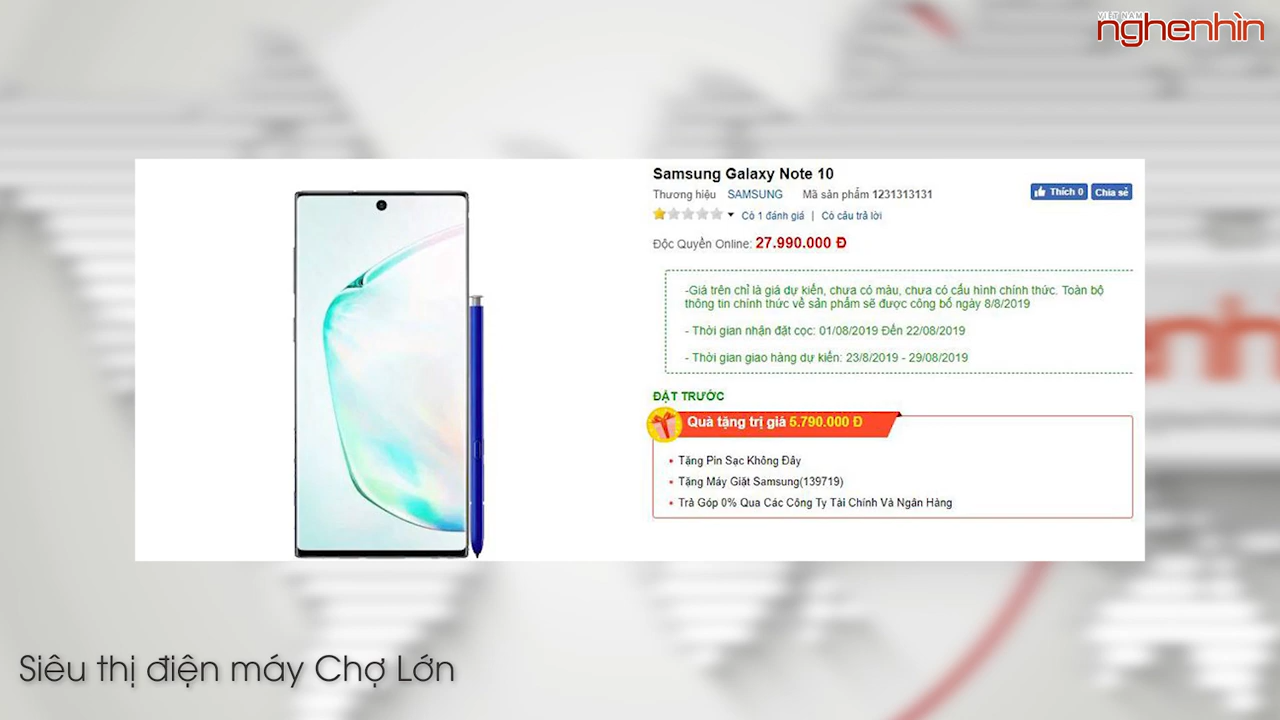 VIỆT NAM
nghenhìn
Samsung Galaxy Note 10
Thương hiệu SAMSUNG Mã sản phẩm 1231313131
Thích 0 Chia sẻ
Có 1 đánh giá | Có câu trả lời
Độc Quyền Online: 27.990.000 Đ
-Giá trên chỉ là giá dự kiến, chưa có màu, chưa có cấu hình chính thức. Toàn bộ
thông tin chính thức về sản phẩm sẽ được công bố ngày 8/8/2019
- Thời gian nhận đặt cọc: 01/08/2019 Đến 22/08/2019
- Thời gian giao hàng dự kiến: 23/8/2019 - 29/08/2019
ĐẶT TRƯỚC
Quà tặng trị giá 5.790.000 Đ
• Tặng Pin Sạc Không Đây
• Tặng Máy Giặt Samsung(139719)
• Trả Góp 0% Qua Các Công Ty Tài Chính Và Ngân Hàng
Siêu thị điện máy Chợ Lớn